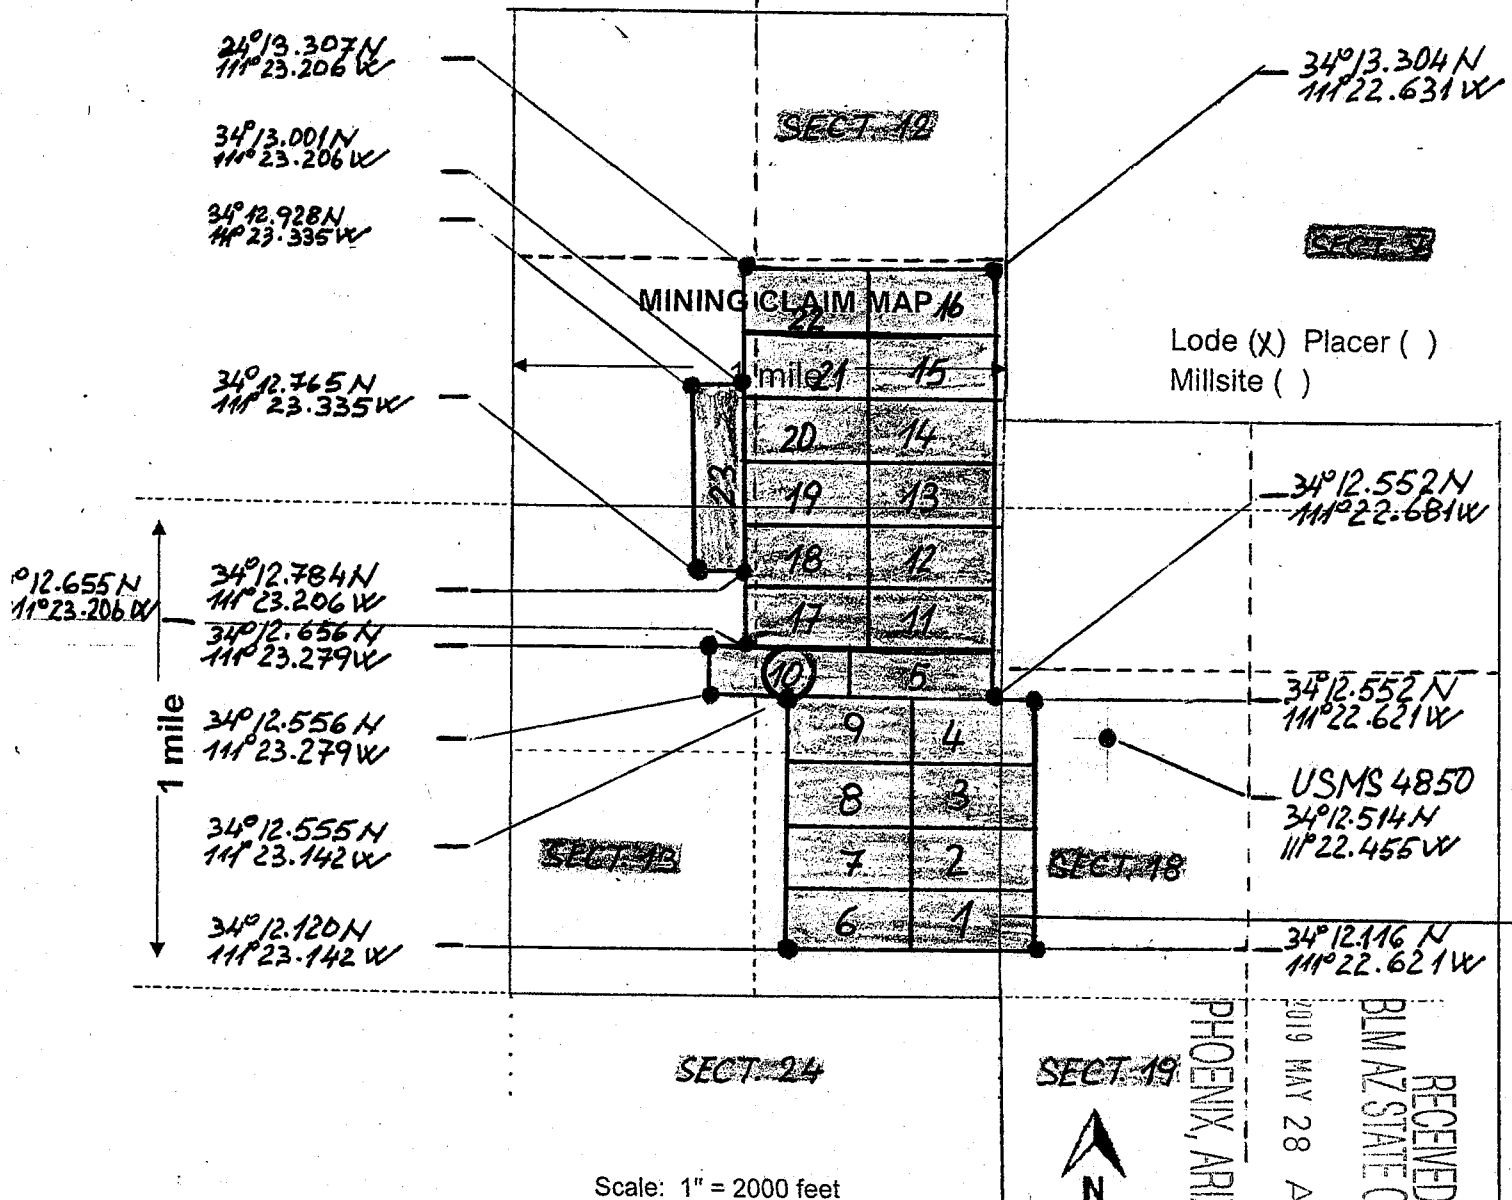 24°13.307N
111°23.206W
34°13.304N
111°22.631W
SECT. 12
34°13.001N
111°23.206W
34°12.928N
111°23.335W
MINING CLAIM MAP
22
16
Lode (X) Placer ( )
Millsite ( )
1 mile
21
15
34°12.765N
111°23.335W
20
14
23
34°12.552N
111°22.681W
19
13
18
12
°12.655N
11°23.206W
34°12.784N
111°23.206W
17
11
34°12.656N
111°23.279W
10
5
34°12.552N
111°22.621W
1 mile
34°12.556N
111°23.279W
9
4
USMS 4850
34°12.514N
111°22.455W
8
3
34°12.555N
111°23.142W
SECT. 13
7
2
SECT. 18
34°12.120N
111°23.142W
6
1
34°12.116 N
111°22.621W
SECT. 24
SECT. 19
RECEIVED
BLM AZ STATE
2019 MAY 28 A
PHOENIX, ARI
N
Scale: 1" = 2000 feet